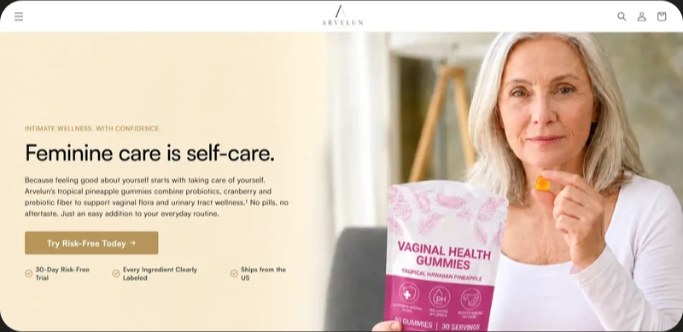 ARVELUN
INTIMATE WELLNESS. WITH CONFIDENCE.
Feminine care is self-care.
Because feeling good about yourself starts with taking care of yourself.
Arvelun's tropical pineapple gummies combine probiotics, cranberry and
prebiotic fiber to support vaginal flora and urinary tract wellness.¹ No pills, no
aftertaste. Just an easy addition to your everyday routine.
Try Risk-Free Today →
30-Day Risk-Free
Trial
Every Ingredient Clearly
Labeled
Ships from the
US
VAGINAL HEALTH
GUMMIES
TROPICAL HAWAIIAN PINEAPPLE
pH
GUMMIES | 30 SERVINGS